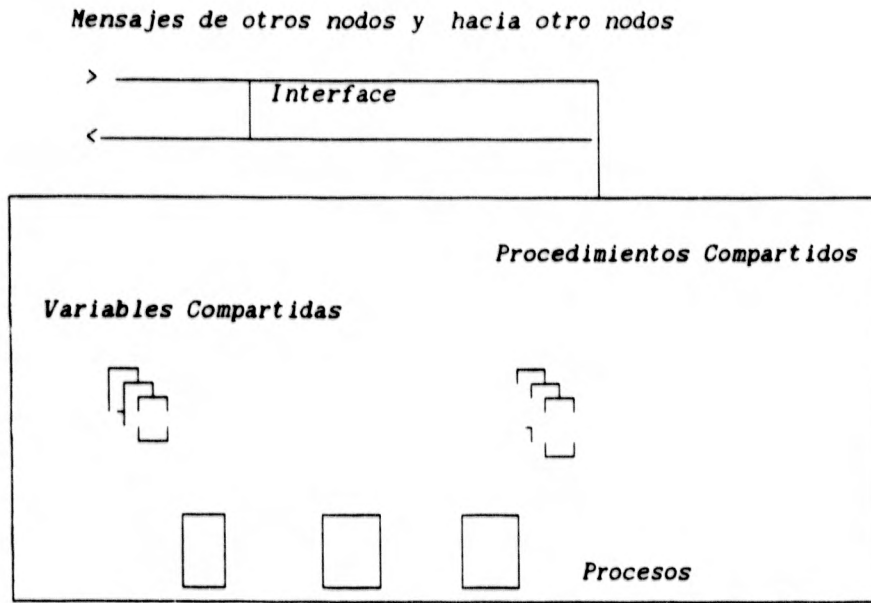 Mensajes de otros nodos y hacia otro nodos
>
Interface
<
Procedimientos Compartidos
Variables Compartidas
Procesos